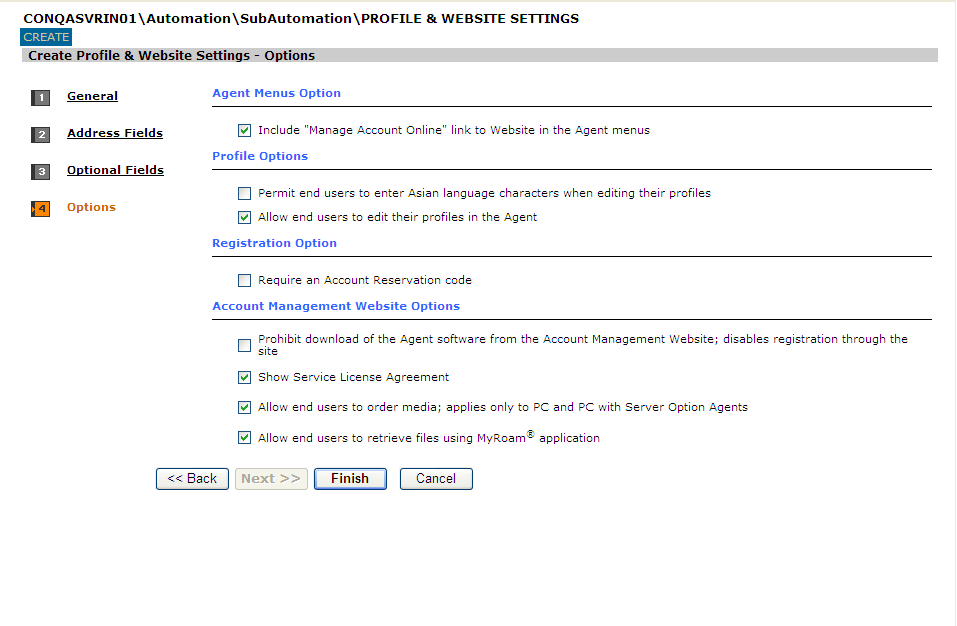 CONQASVRIN01\Automation\SubAutomation\PROFILE & WEBSITE SETTINGS
CREATE
Create Profile & Website Settings - Options
1 General
2 Address Fields
3 Optional Fields
4 Options
Agent Menus Option
Include "Manage Account Online" link to Website in the Agent menus
Profile Options
Permit end users to enter Asian language characters when editing their profiles
Allow end users to edit their profiles in the Agent
Registration Option
Require an Account Reservation code
Account Management Website Options
Prohibit download of the Agent software from the Account Management Website; disables registration through the
site
Show Service License Agreement
Allow end users to order media; applies only to PC and PC with Server Option Agents
Allow end users to retrieve files using MyRoam® application
<< Back Next >> Finish Cancel